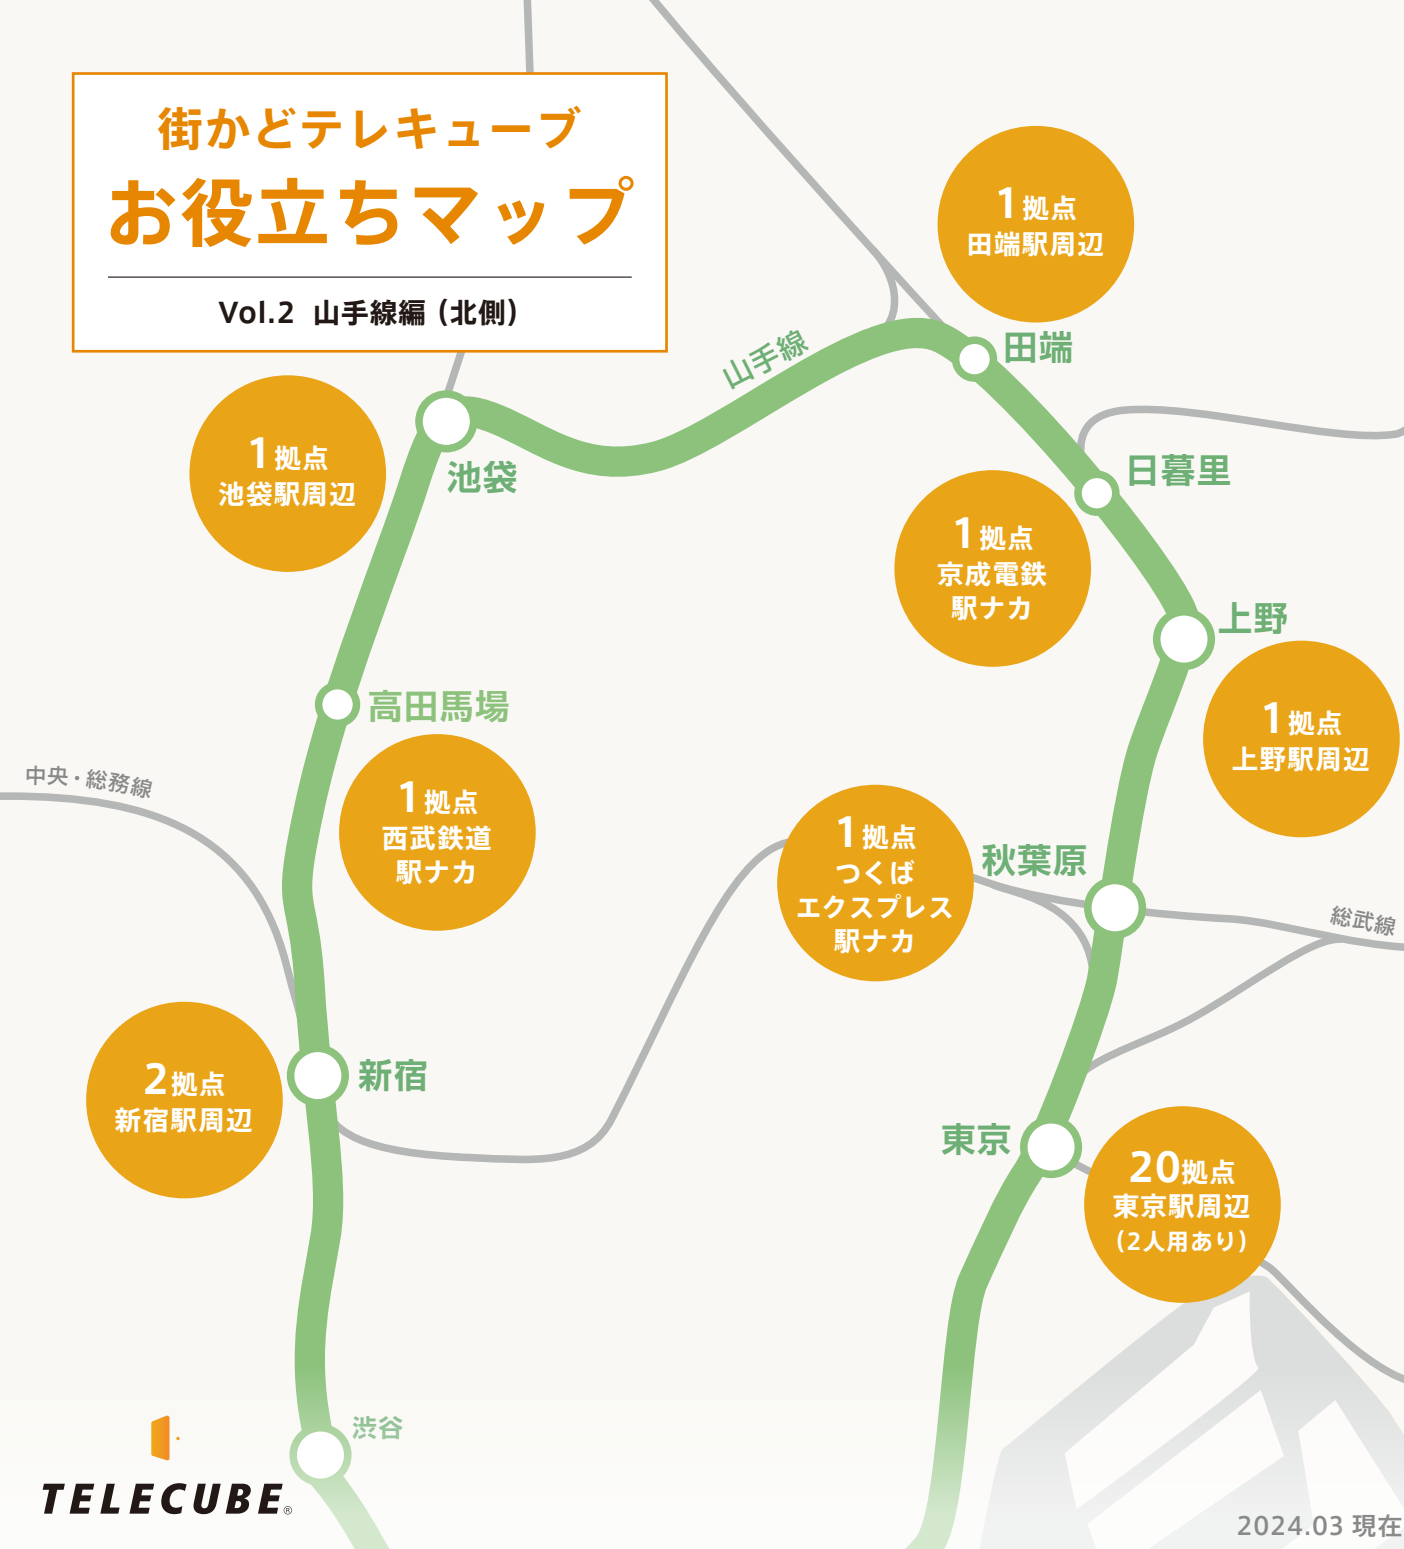 街かどテレキューブ
お役立ちマップ
Vol.2 山手線編（北側）
1拠点
田端駅周辺
田端
山手線
1拠点
池袋駅周辺
池袋
日暮里
1拠点
京成電鉄
駅ナカ
上野
1拠点
上野駅周辺
高田馬場
1拠点
西武鉄道
駅ナカ
中央・総務線
1拠点
つくば
エクスプレス
駅ナカ
秋葉原
総武線
2拠点
新宿駅周辺
新宿
東京
20拠点
東京駅周辺
（2人用あり）
渋谷
TELECUBE®
2024.03 現在